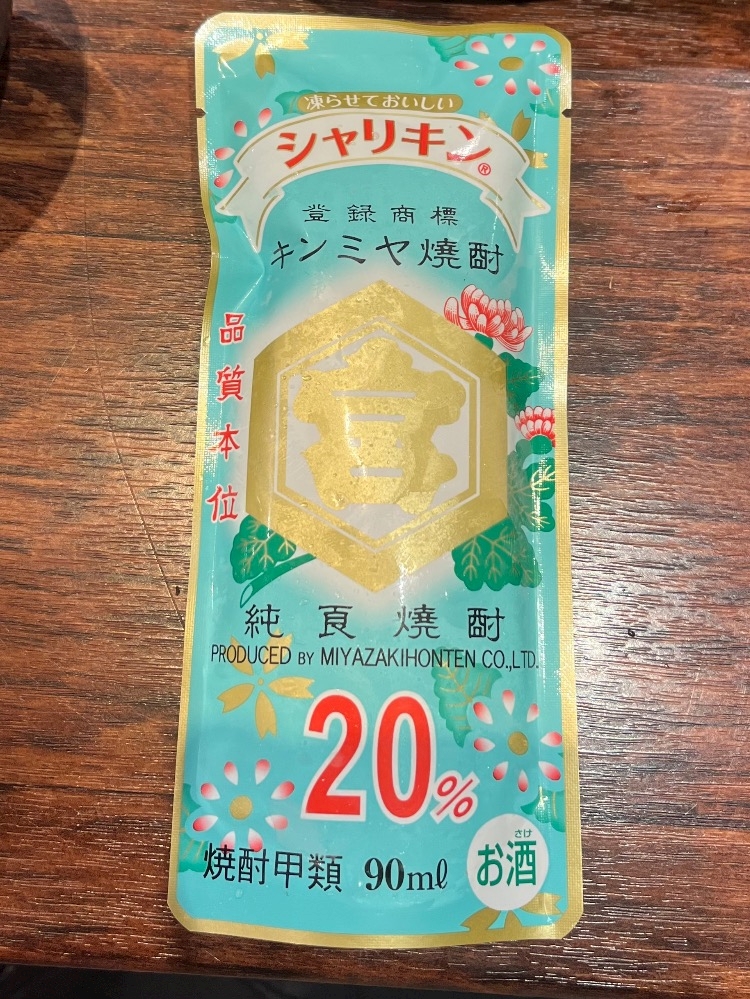 凍らせておいしい
シャリキン®
登録商標
キンミヤ焼酎
品質本位
宮
純良焼酎
PRODUCED BY MIYAZAKIHONTEN CO.,LTD.
20%
焼酎甲類 90ml
さけ
お酒